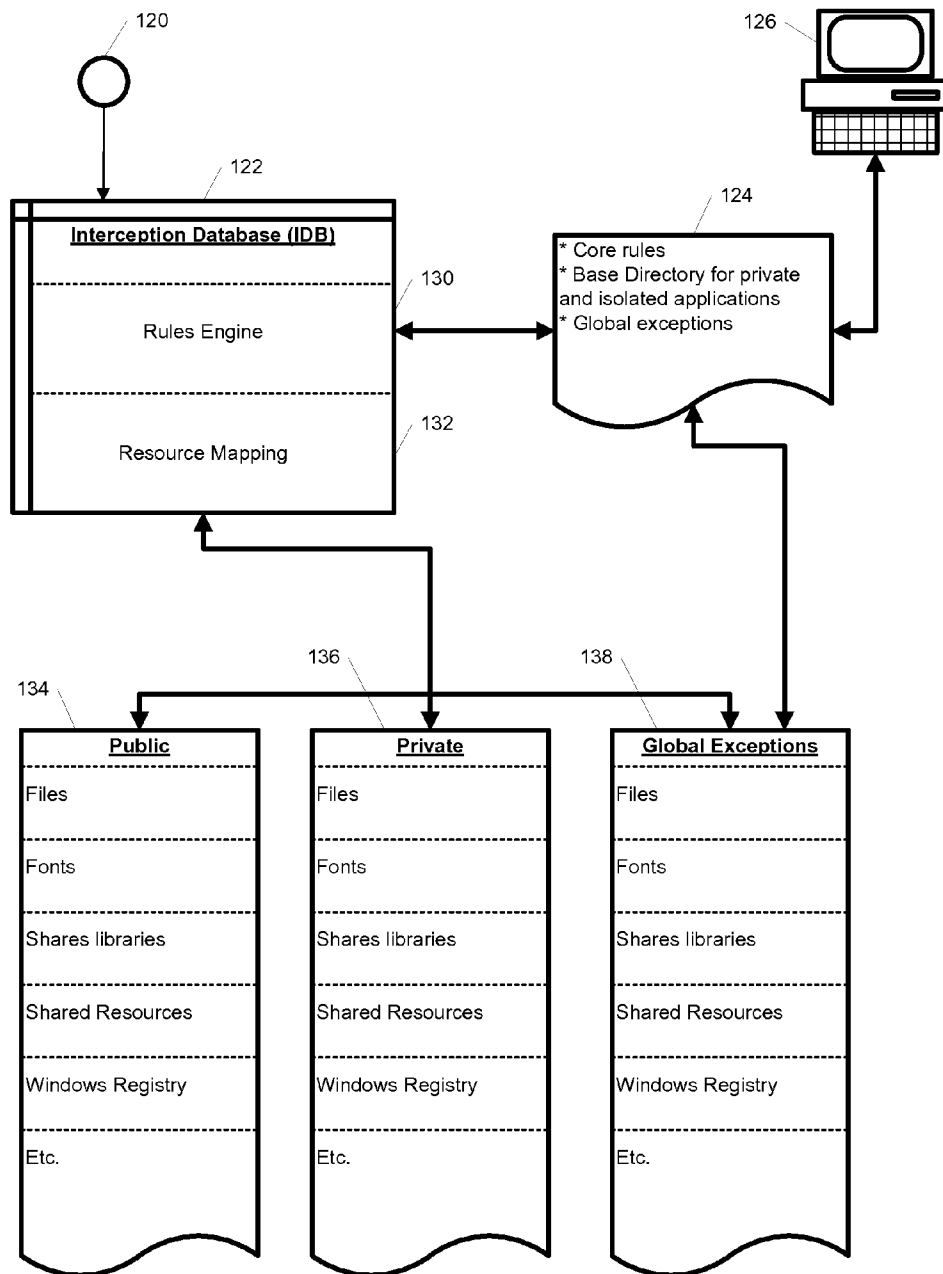 120
126
122
124
Interception Database (IDB)
* Core rules
* Base Directory for private
and isolated applications
* Global exceptions
130
Rules Engine
132
Resource Mapping
134
136
138
Public
Files
Fonts
Shares libraries
Shared Resources
Windows Registry
Etc.
Private
Files
Fonts
Shares libraries
Shared Resources
Windows Registry
Etc.
Global Exceptions
Files
Fonts
Shares libraries
Shared Resources
Windows Registry
Etc.